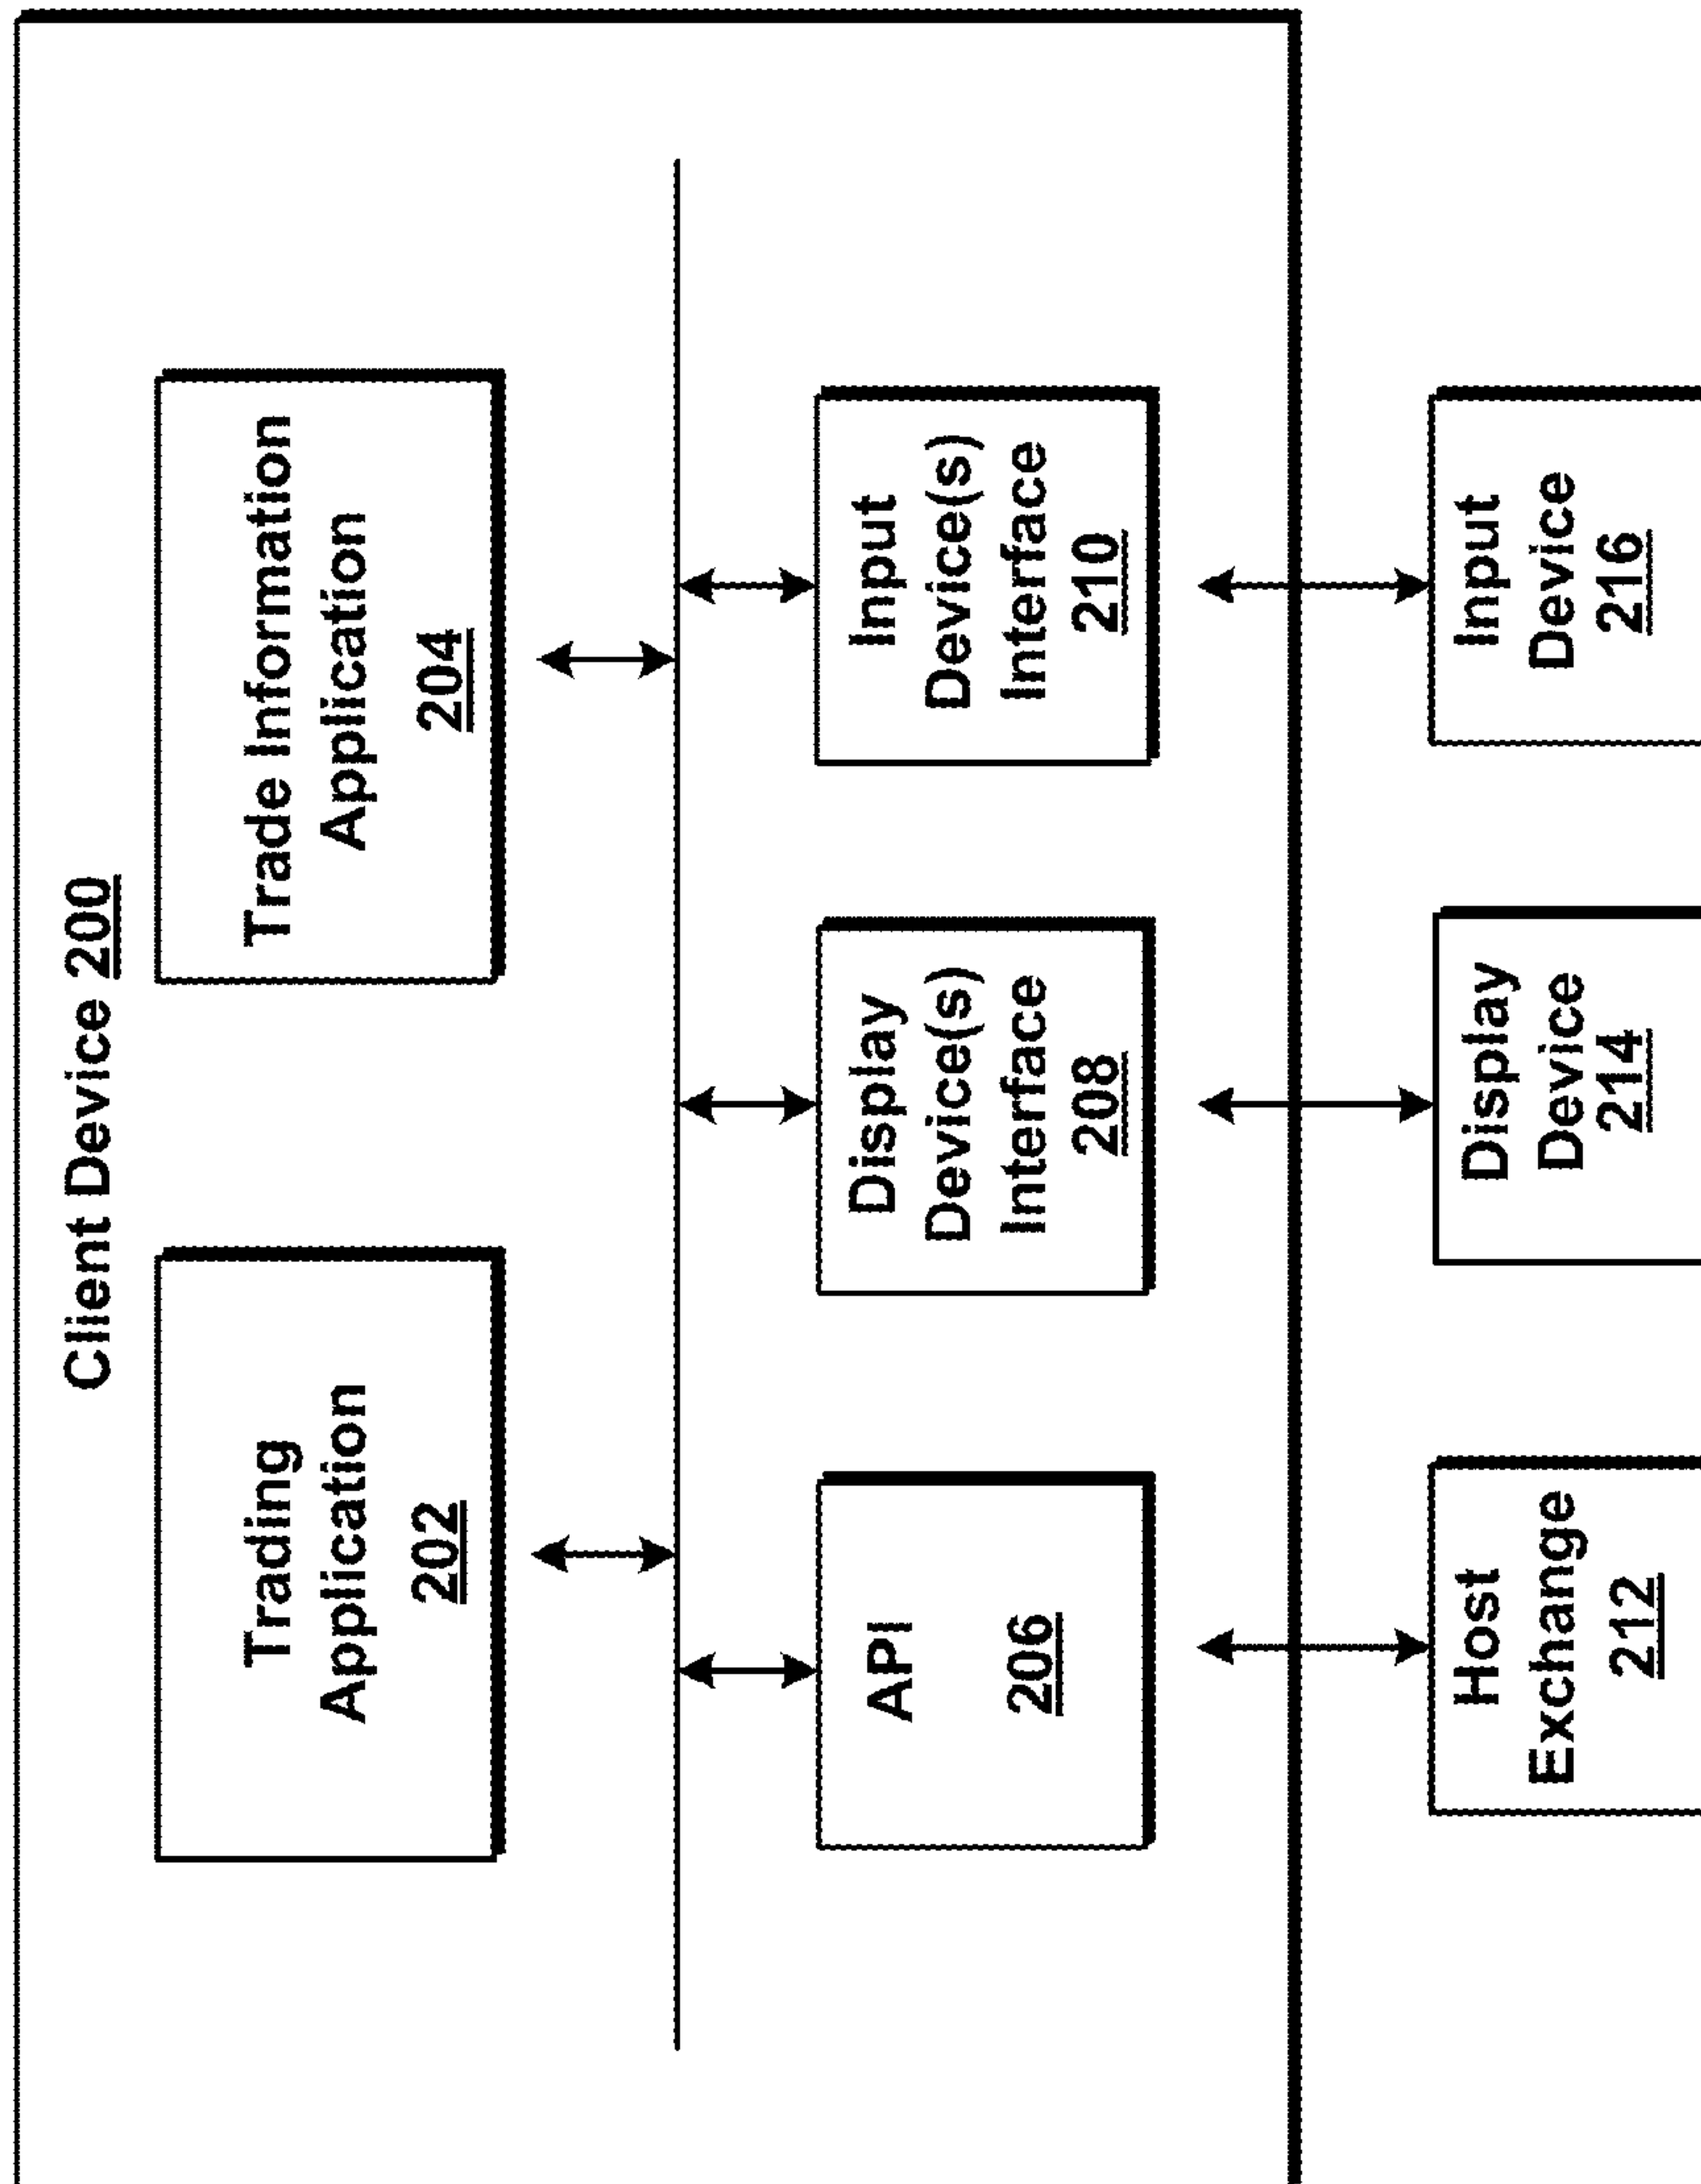 Client Device 200
Trading
Application
202
Trade Information
Application
204
API
206
Display
Device(s)
Interface
208
Input
Device(s)
Interface
210
Host
Exchange
212
Display
Device
214
Input
Device
216